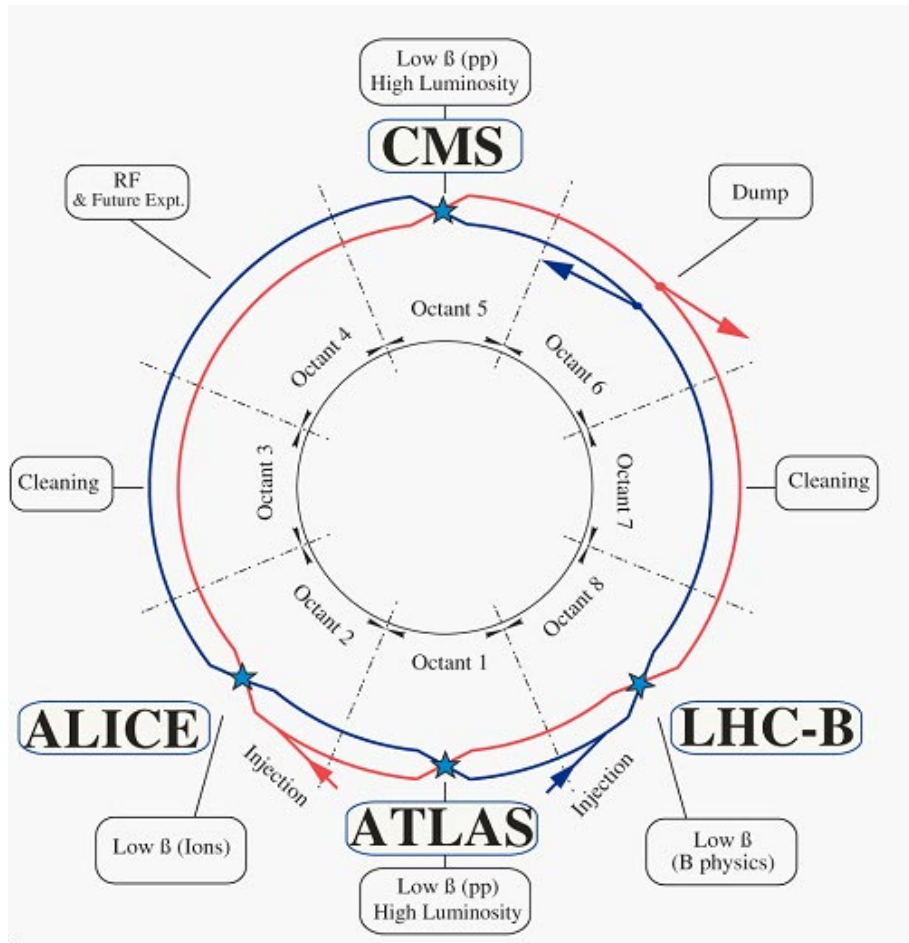 Low ß (pp)
High Luminosity
CMS
RF
& Future Expt.
Dump
Octant 5
Octant 4
Octant 6
Cleaning
Octant 3
Octant 7
Cleaning
Octant 2
Octant 8
Octant 1
ALICE
LHC-B
Injection
Injection
ATLAS
Low ß (Ions)
Low ß
(B physics)
Low ß (pp)
High Luminosity